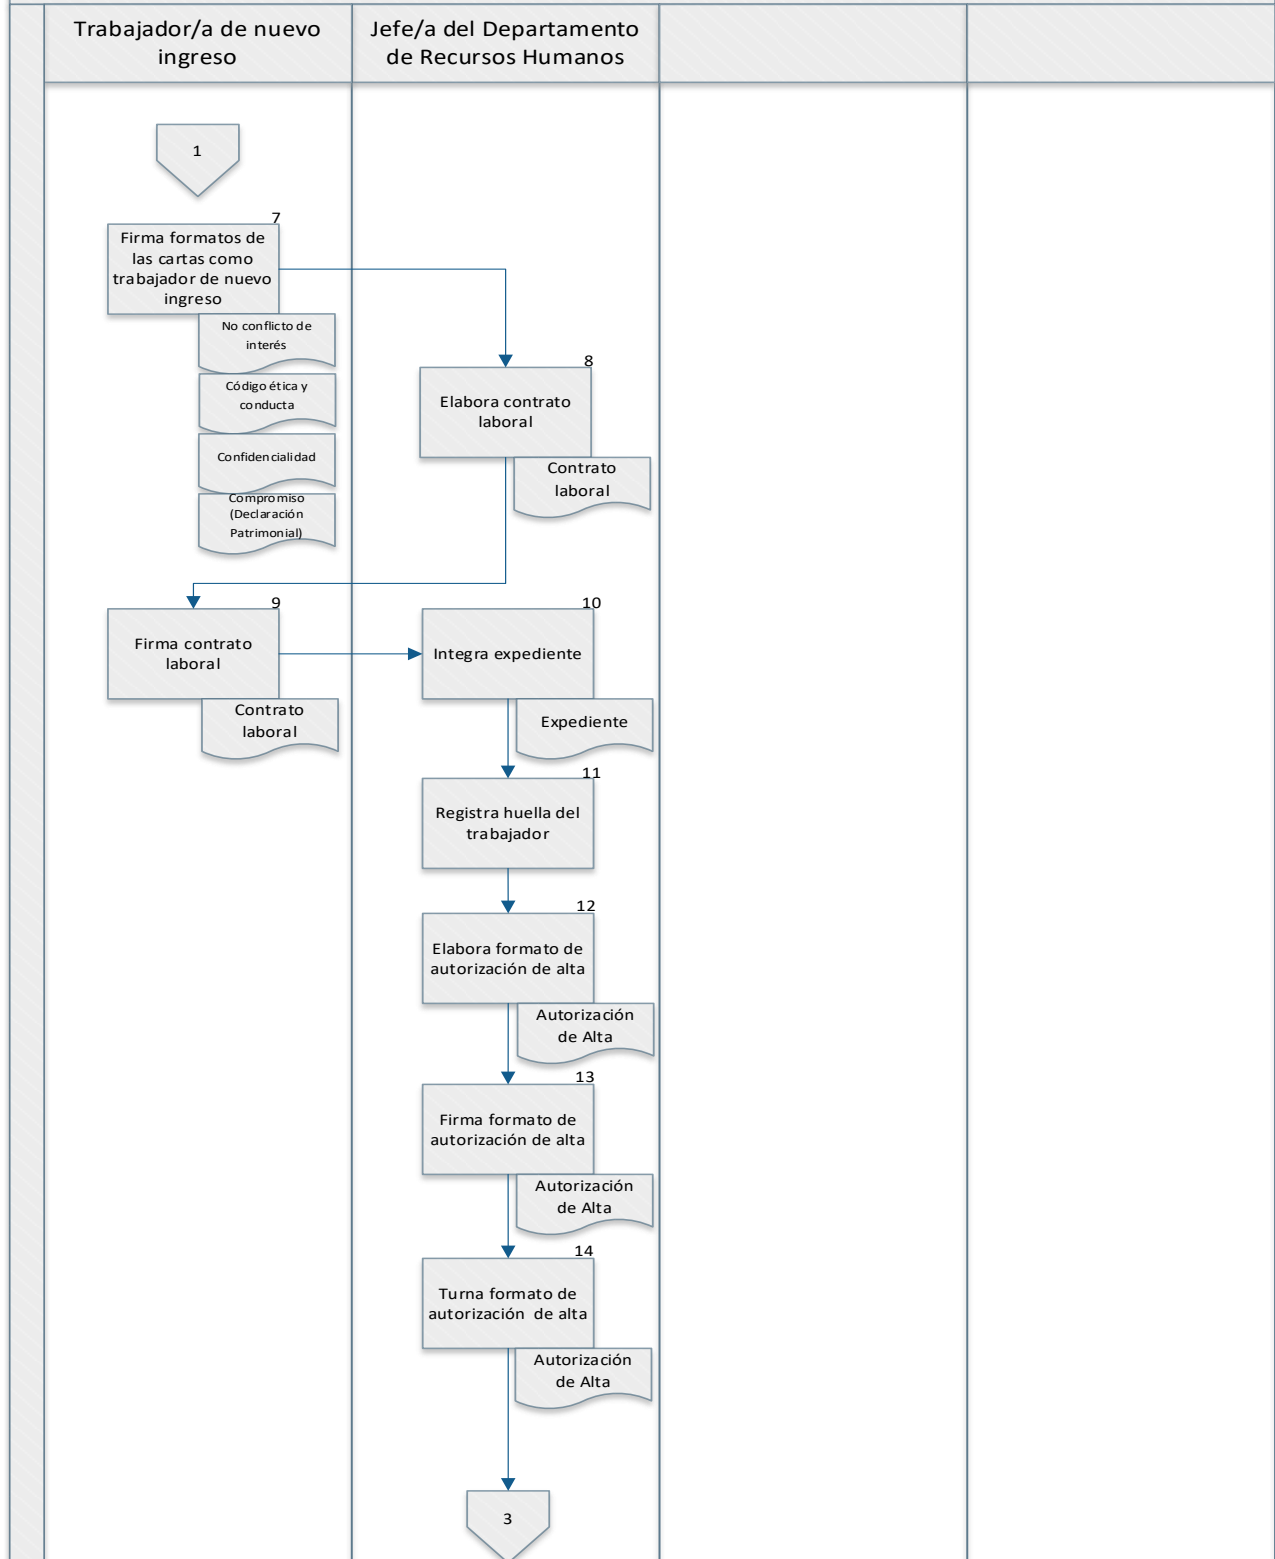 Trabajador/a de nuevo
ingreso
Jefe/a del Departamento
de Recursos Humanos
1
7
Firma formatos de
las cartas como
trabajador de nuevo
ingreso
No conflicto de
interés
Código ética y
conducta
Confidencialidad
Compromiso
(Declaración
Patrimonial)
8
Elabora contrato
laboral
Contrato
laboral
9
Firma contrato
laboral
Contrato
laboral
10
Integra expediente
Expediente
11
Registra huella del
trabajador
12
Elabora formato de
autorización de alta
Autorización
de Alta
13
Firma formato de
autorización de alta
Autorización
de Alta
14
Turna formato de
autorización de alta
Autorización
de Alta
3